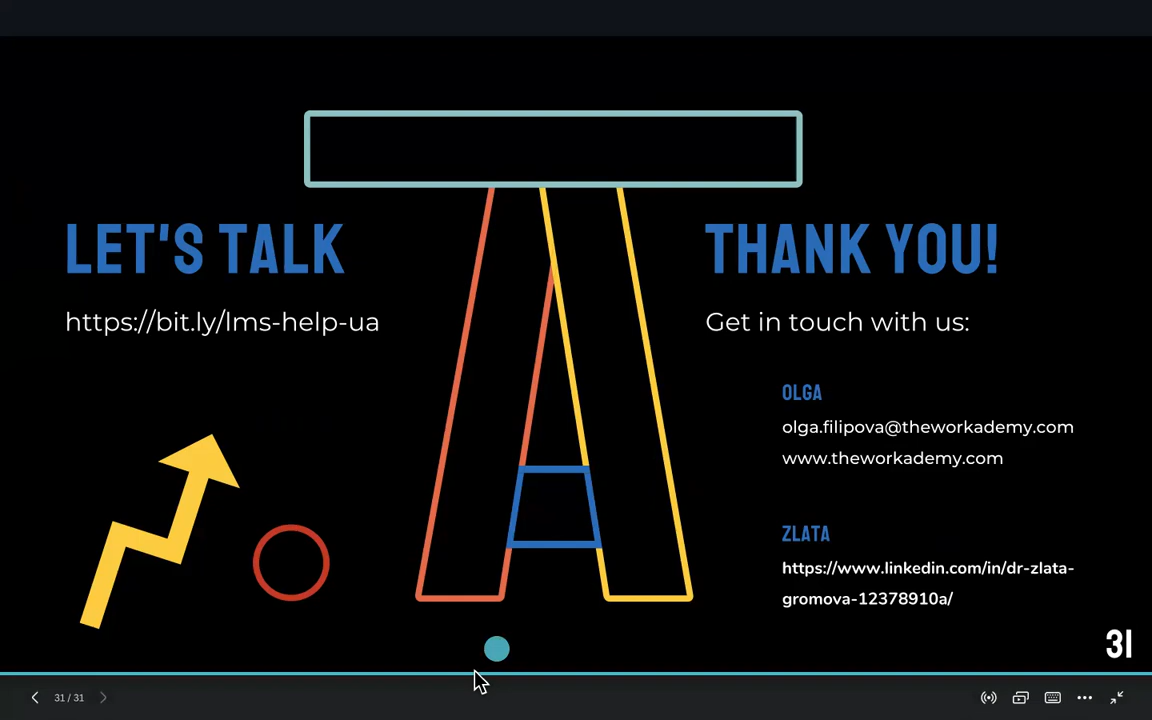 LET'S TALK
https://bit.ly/lms-help-ua
THANK YOU!
Get in touch with us:
OLGA
olga.filipova@theworkademy.com
www.theworkademy.com
ZLATA
https://www.linkedin.com/in/dr-zlata-
gromova-12378910a/
31
31 / 31